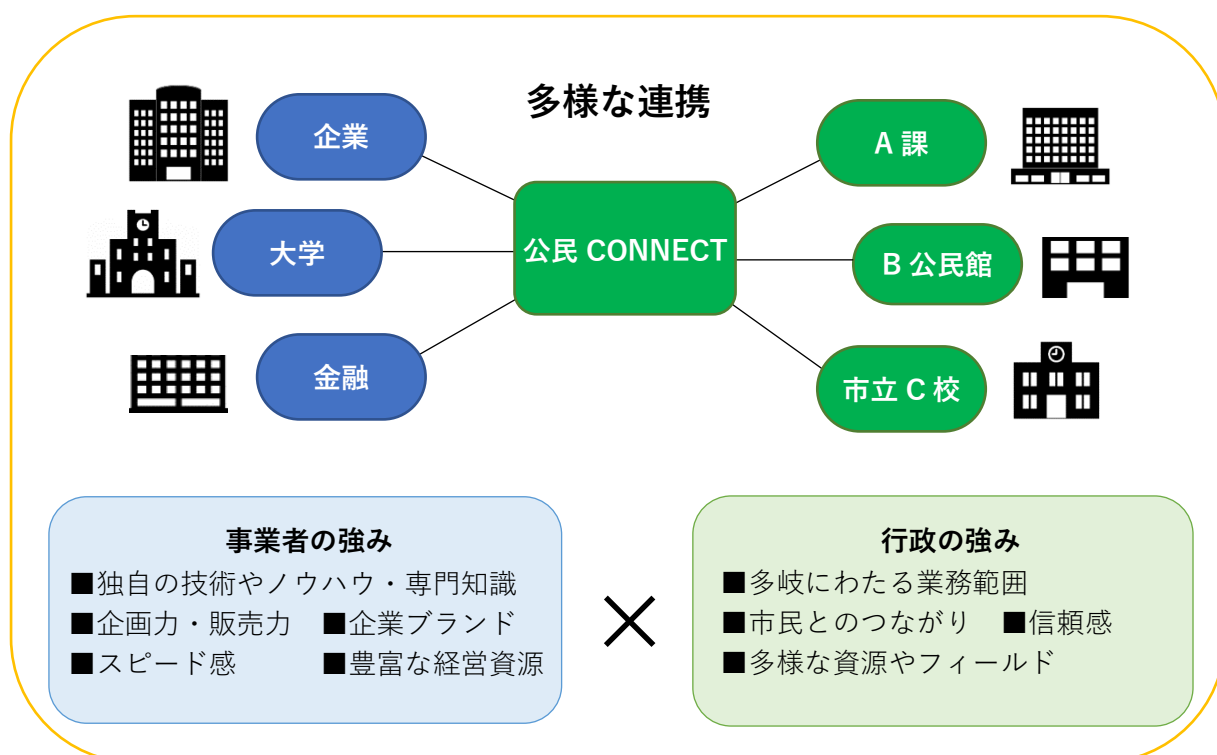 多様な連携
企業
大学
金融
公民 CONNECT
A 課
B 公民館
市立 C 校
事業者の強み
■独自の技術やノウハウ・専門知識
■企画力・販売力 ■企業ブランド
■スピード感 ■豊富な経営資源
×
行政の強み
■多岐にわたる業務範囲
■市民とのつながり ■信頼感
■多様な資源やフィールド